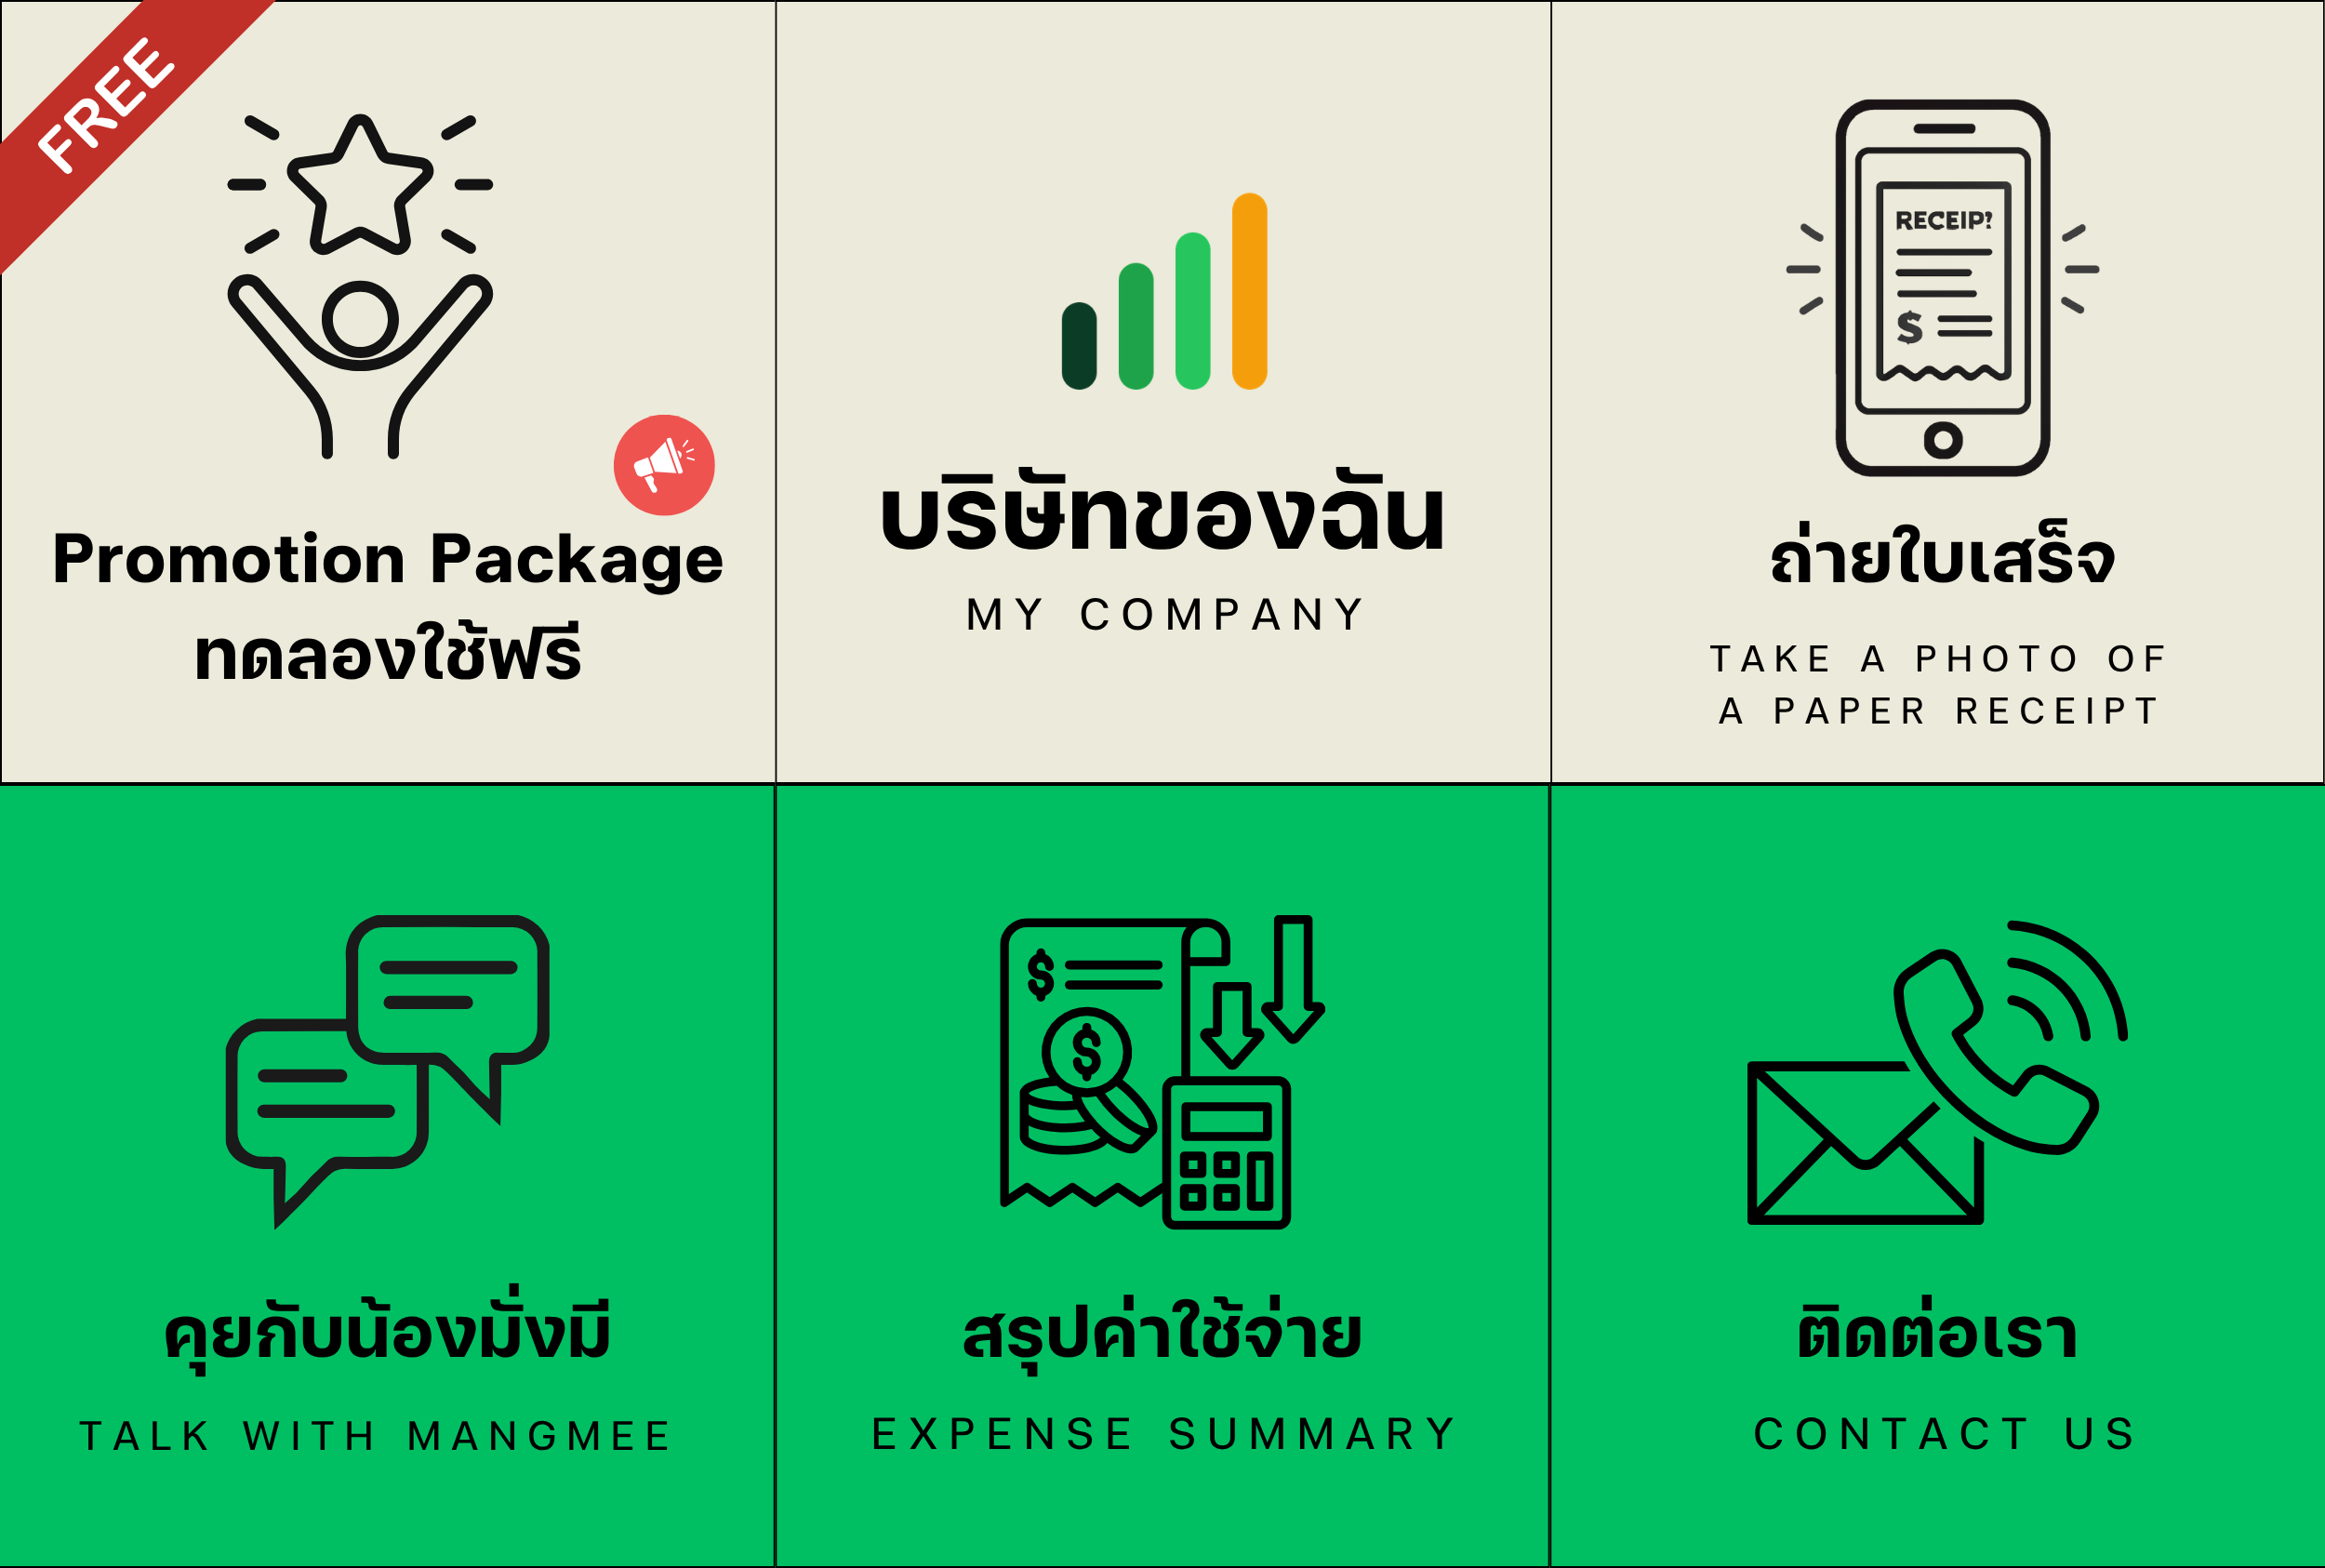 FREE
Promotion Package
ทดลองใช้ฟรี
บริษัทของฉัน
MY COMPANY
RECEIP?
$
ถ่ายใบเสร็จ
TAKE A PHOTO OF
A PAPER RECEIPT
คุยกับน้องมั่งมี
TALK WITH MANGMEE
$
$
สรุปค่าใช้จ่าย
EXPENSE SUMMARY
ติดต่อเรา
CONTACT US